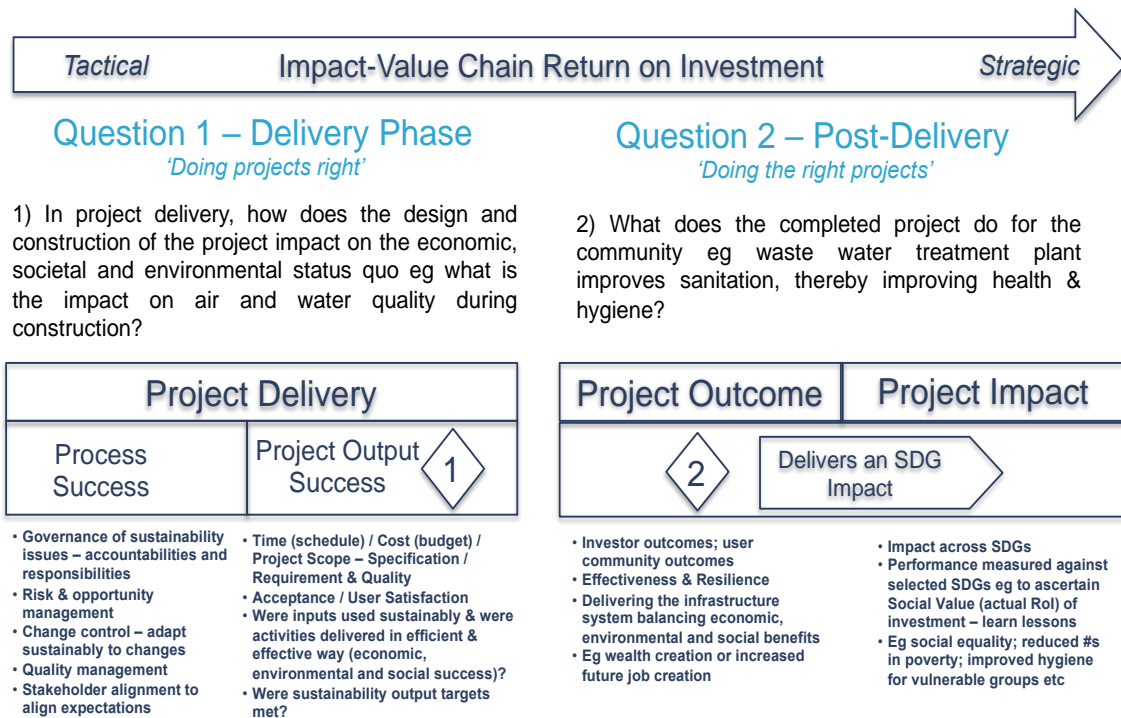 Tactical Impact-Value Chain Return on Investment Strategic
Question 1 – Delivery Phase
'Doing projects right'
1) In project delivery, how does the design and
construction of the project impact on the economic,
societal and environmental status quo eg what is
the impact on air and water quality during
construction?
Question 2 – Post-Delivery
'Doing the right projects'
2) What does the completed project do for the
community eg waste water treatment plant
improves sanitation, thereby improving health &
hygiene?
Project Delivery
Process
Success
Project Output
Success
1
• Governance of sustainability
issues – accountabilities and
responsibilities
• Risk & opportunity
management
• Change control – adapt
sustainably to changes
• Quality management
• Stakeholder alignment to
align expectations
• Time (schedule) / Cost (budget) /
Project Scope – Specification /
Requirement & Quality
• Acceptance / User Satisfaction
• Were inputs used sustainably & were
activities delivered in efficient &
effective way (economic,
environmental and social success)?
• Were sustainability output targets
met?
Project Outcome
Project Impact
2
Delivers an SDG
Impact
• Investor outcomes; user
community outcomes
• Effectiveness & Resilience
• Delivering the infrastructure
system balancing economic,
environmental and social benefits
• Eg wealth creation or increased
future job creation
• Impact across SDGs
• Performance measured against
selected SDGs eg to ascertain
Social Value (actual RoI) of
investment – learn lessons
• Eg social equality; reduced #s
in poverty; improved hygiene
for vulnerable groups etc